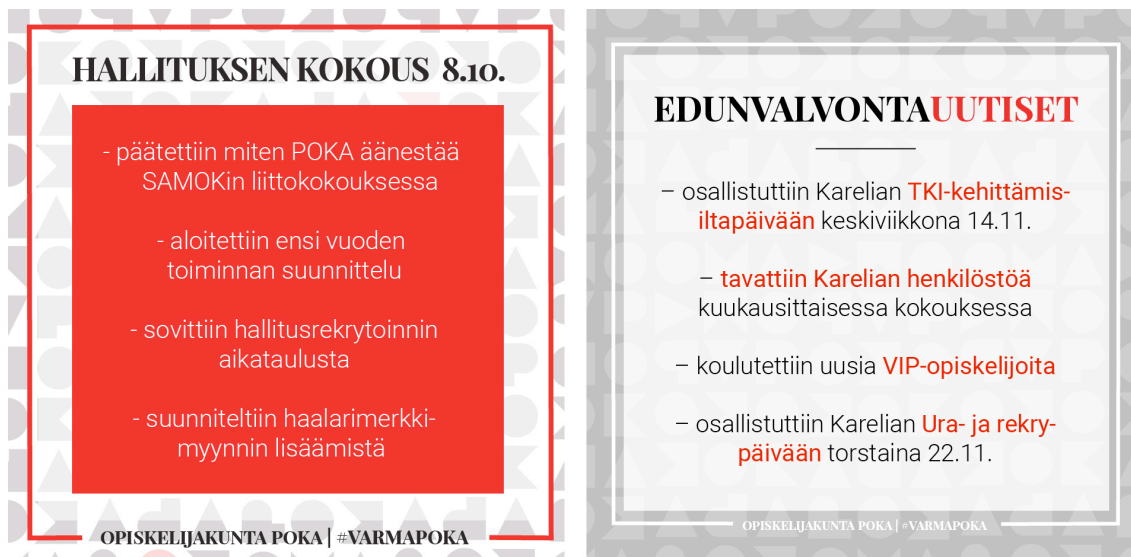 HALLITUKSEN KOKOUS 8.10.
- päätettiin miten POKA äänestää
SAMOKin liittokokouksessa
- aloitettiin ensi vuoden
toiminnan suunnittelu
- sovittiin hallitusrekrytoinnin
aikataulusta
- suunniteltiin haalarimerkki-
myynnin lisäämistä
OPISKELIJAKUNTA POKA | #VARMAPOKA
EDUNVALVONTAUUTISET
– osallistuttiin Karelian TKI-kehittämis-
iltapäivään keskiviikkona 14.11.
– tavattiin Karelian henkilöstöä
kuukausittaisessa kokouksessa
– koulutettiin uusia VIP-opiskelijoita
– osallistuttiin Karelian Ura- ja rekry-
päivään torstaina 22.11.
OPISKELIJAKUNTA POKA | #VARMAPOKA